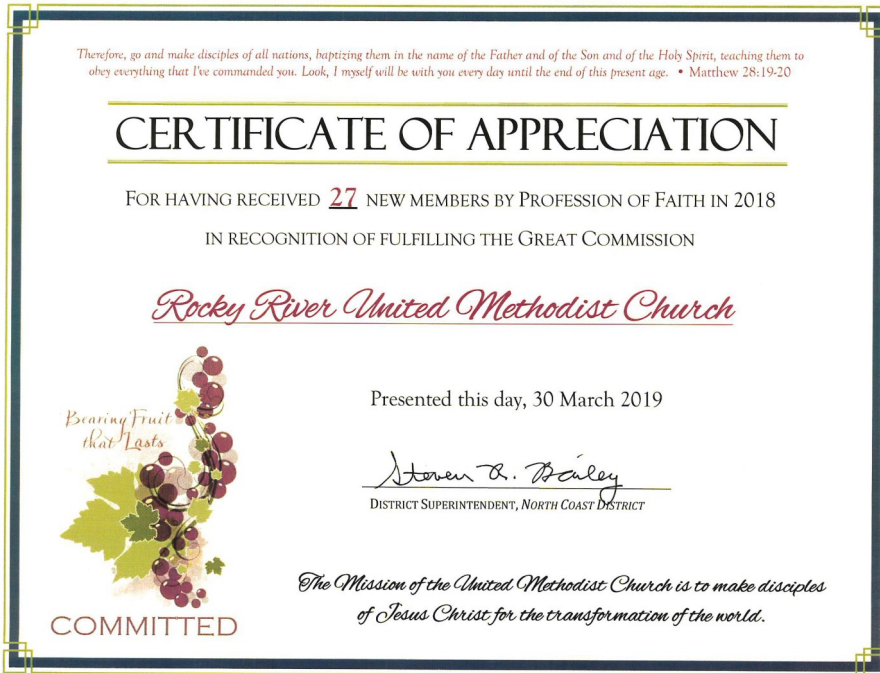 Therefore, go and make disciples of all nations, baptizing them in the name of the Father and of the Son and of the Holy Spirit, teaching them to
obey everything that I've commanded you. Look, I myself will be with you every day until the end of this present age. • Matthew 28:19-20
CERTIFICATE OF APPRECIATION
FOR HAVING RECEIVED 27 NEW MEMBERS BY PROFESSION OF FAITH IN 2018
IN RECOGNITION OF FULFILLING THE GREAT COMMISSION
Rocky River United Methodist Church
Presented this day, 30 March 2019
Bearing Fruit
that Lasts
Steven R. Bailey
DISTRICT SUPERINTENDENT, NORTH COAST DISTRICT
The Mission of the United Methodist Church is to make disciples
of Jesus Christ for the transformation of the world.
COMMITTED